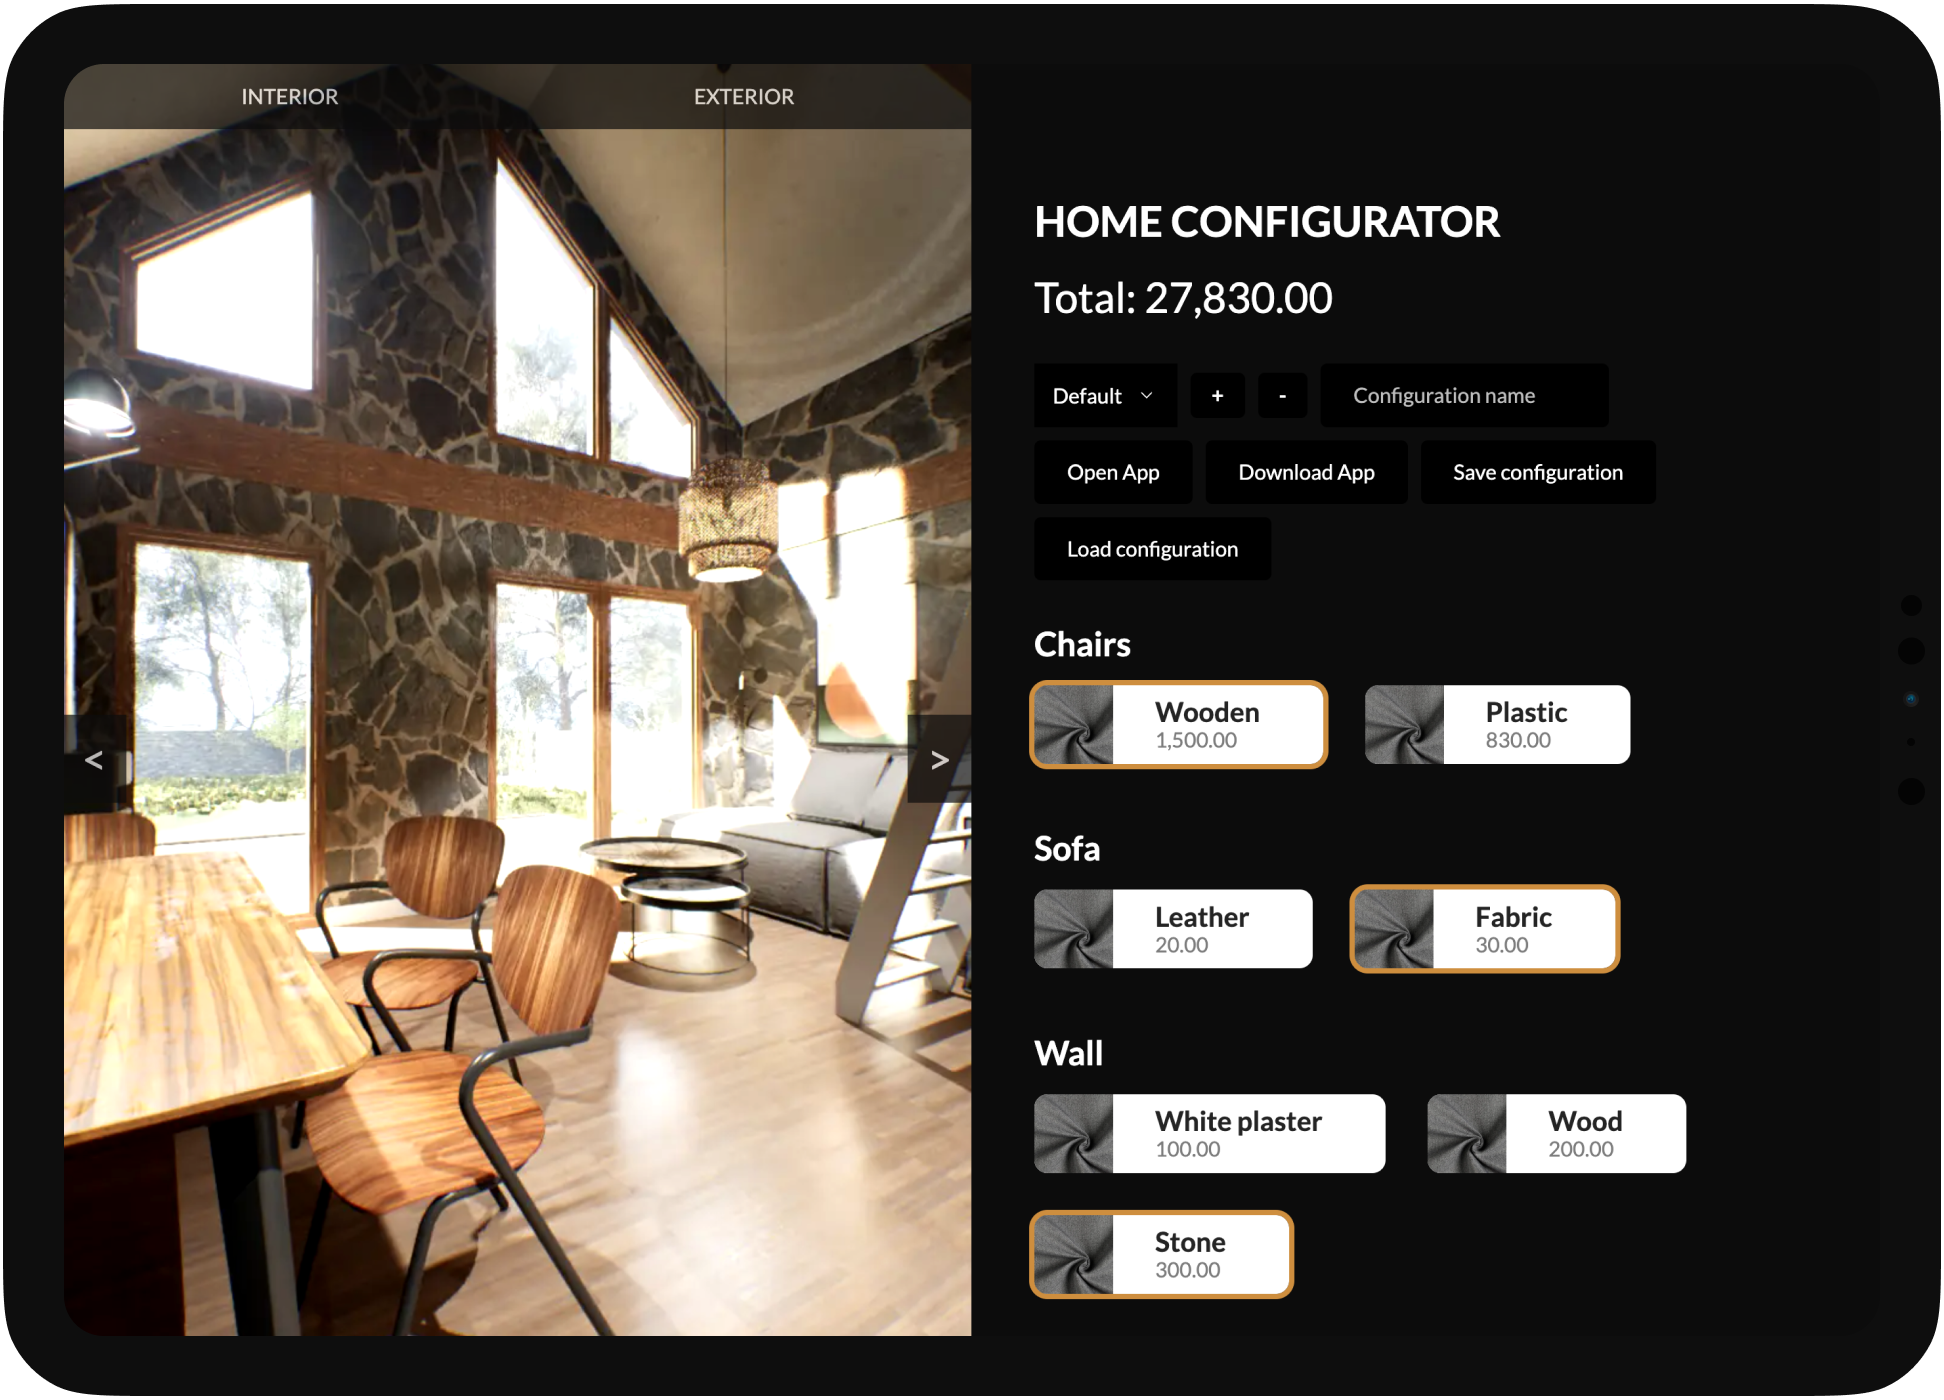 INTERIOR
EXTERIOR
HOME CONFIGURATOR
Total: 27,830.00
Default
+
-
Configuration name
Open App
Download App
Save configuration
Load configuration
Chairs
Wooden
1,500.00
Plastic
830.00
Sofa
Leather
20.00
Fabric
30.00
Wall
White plaster
100.00
Wood
200.00
Stone
300.00
<
>